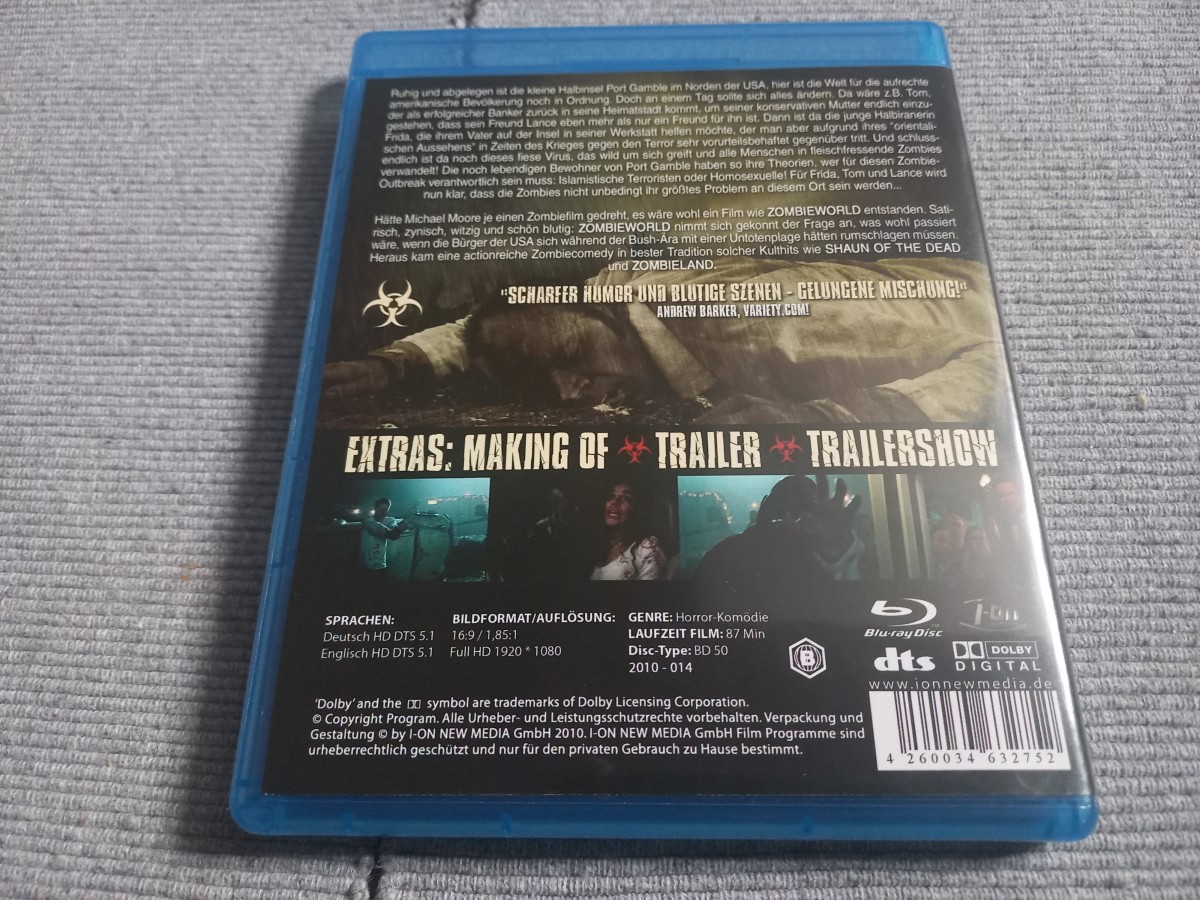 Ruhig und abgelegen ist die kleine Halbinsel Port Gamble im Norden der USA, hier ist die Welt für die aufrechte
amerikanische Bevölkerung noch in Ordnung. Doch an einem Tag sollte sich alles ändern. Da wäre z.B. Tom,
der als erfolgreicher Banker zurück in seine Heimatstadt kommt, um seiner konservativen Mutter endlich einzu-
gestehen, dass sein Freund Lance eben mehr als nur ein Freund für ihn ist. Dann ist da die junge Halbiranerin
Frida, die ihrem Vater auf der Insel in seiner Werkstatt helfen möchte, der man aber aufgrund ihres "orientali-
schen Aussehens" in Zeiten des Krieges gegen den Terror sehr vorurteilsbehaftet gegenüber tritt. Und schluss-
endlich ist da noch dieses fiese Virus, das wild um sich greift und alle Menschen in fleischfressende Zombies
verwandelt! Die noch lebendigen Bewohner von Port Gamble haben so ihre Theorien, wer für diesen Zombie-
Outbreak verantwortlich sein muss: Islamistische Terroristen oder Homosexuelle! Für Frida, Tom und Lance wird
nun klar, dass die Zombies nicht unbedingt ihr größtes Problem an diesem Ort sein werden...
Hätte Michael Moore je einen Zombiefilm gedreht, es wäre wohl ein Film wie ZOMBIEWORLD entstanden. Sati-
risch, zynisch, witzig und schön blutig: ZOMBIEWORLD nimmt sich gekonnt der Frage an, was wohl passiert
wäre, wenn die Bürger der USA sich während der Bush-Ära mit einer Untotenplage hätten rumschlagen müssen.
Heraus kam eine actionreiche Zombiecomedy in bester Tradition solcher Kulthits wie SHAUN OF THE DEAD
und ZOMBIELAND.
"SCHARFER HUMOR UND BLUTIGE SZENEN - GELUNGENE MISCHUNG!"
ANDREW BARKER, VARIETY.COM!
EXTRAS: MAKING OF TRAILER TRAILERSHOW
SPRACHEN:
Deutsch HD DTS 5.1
Englisch HD DTS 5.1
BILDFORMAT/AUFLÖSUNG:
16:9 / 1,85:1
Full HD 1920 * 1080
GENRE: Horror-Komödie
LAUFZEIT FILM: 87 Min
Disc-Type: BD 50
2010 - 014
B
Blu-ray Disc
I-ON
dts
DOLBY
DIGITAL
www.ionnewmedia.de
'Dolby' and the symbol are trademarks of Dolby Licensing Corporation.
© Copyright Program. Alle Urheber- und Leistungsschutzrechte vorbehalten. Verpackung und
Gestaltung © by I-ON NEW MEDIA GmbH 2010. I-ON NEW MEDIA GmbH Film Programme sind
urheberrechtlich geschützt und nur für den privaten Gebrauch zu Hause bestimmt.
4 260034 632752